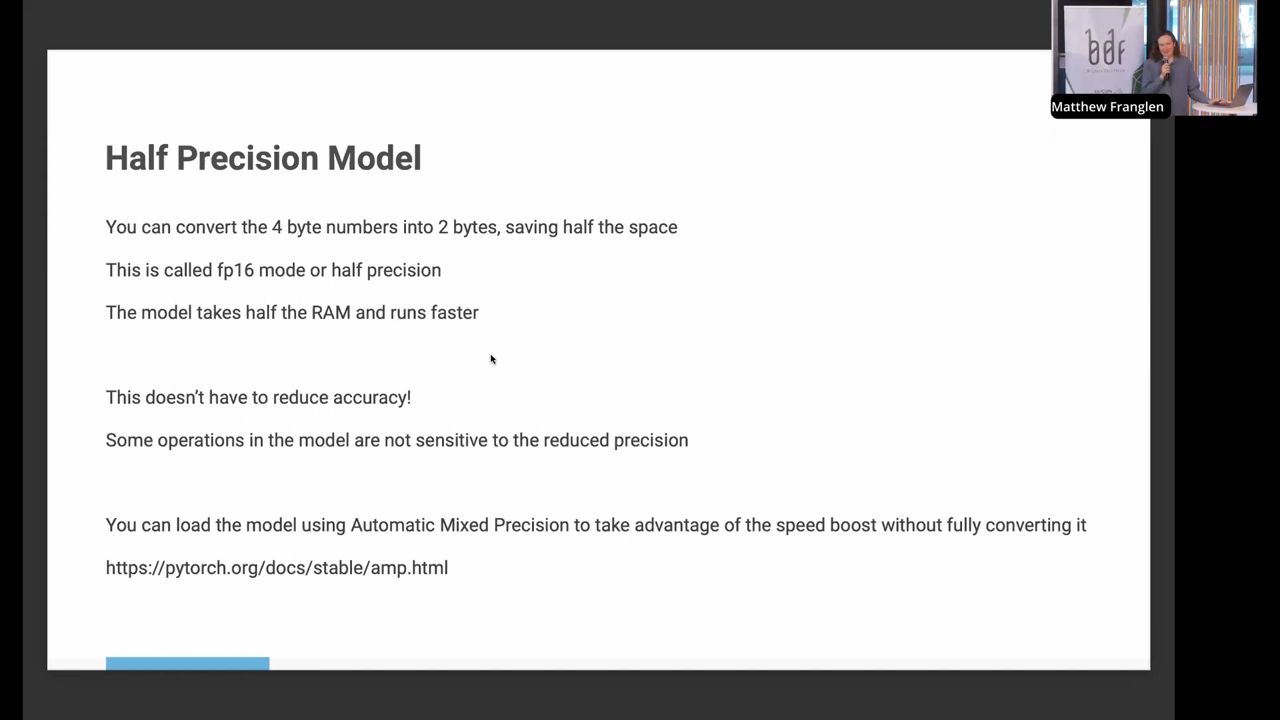 bdf
Matthew Franglen
Half Precision Model
You can convert the 4 byte numbers into 2 bytes, saving half the space
This is called fp16 mode or half precision
The model takes half the RAM and runs faster
This doesn’t have to reduce accuracy!
Some operations in the model are not sensitive to the reduced precision
You can load the model using Automatic Mixed Precision to take advantage of the speed boost without fully converting it
https://pytorch.org/docs/stable/amp.html